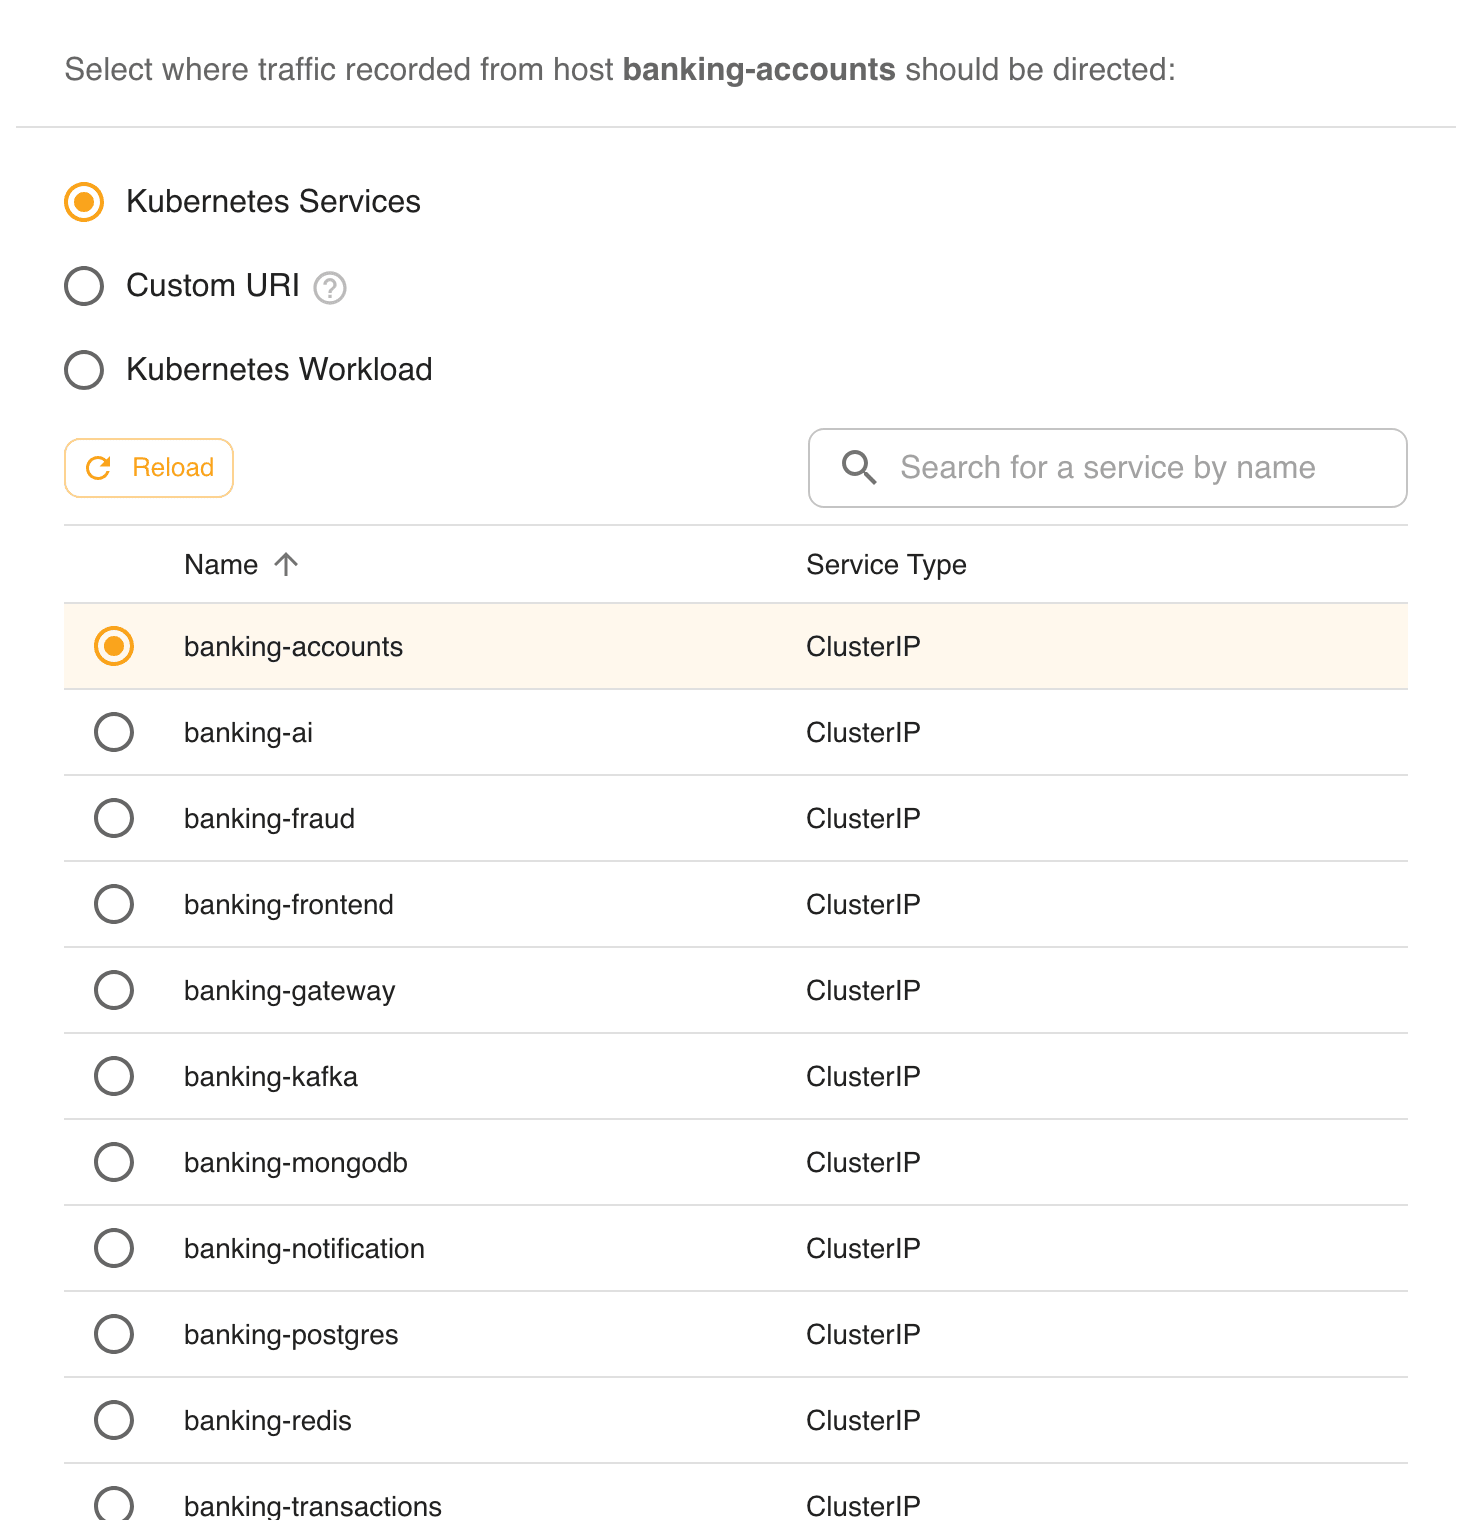 Select where traffic recorded from host banking-accounts should be directed:
Kubernetes Services
Custom URI ?
Kubernetes Workload
Reload
Search for a service by name
Name Service Type
banking-accounts ClusterIP
banking-ai ClusterIP
banking-fraud ClusterIP
banking-frontend ClusterIP
banking-gateway ClusterIP
banking-kafka ClusterIP
banking-mongodb ClusterIP
banking-notification ClusterIP
banking-postgres ClusterIP
banking-redis ClusterIP
banking-transactions ClusterIP